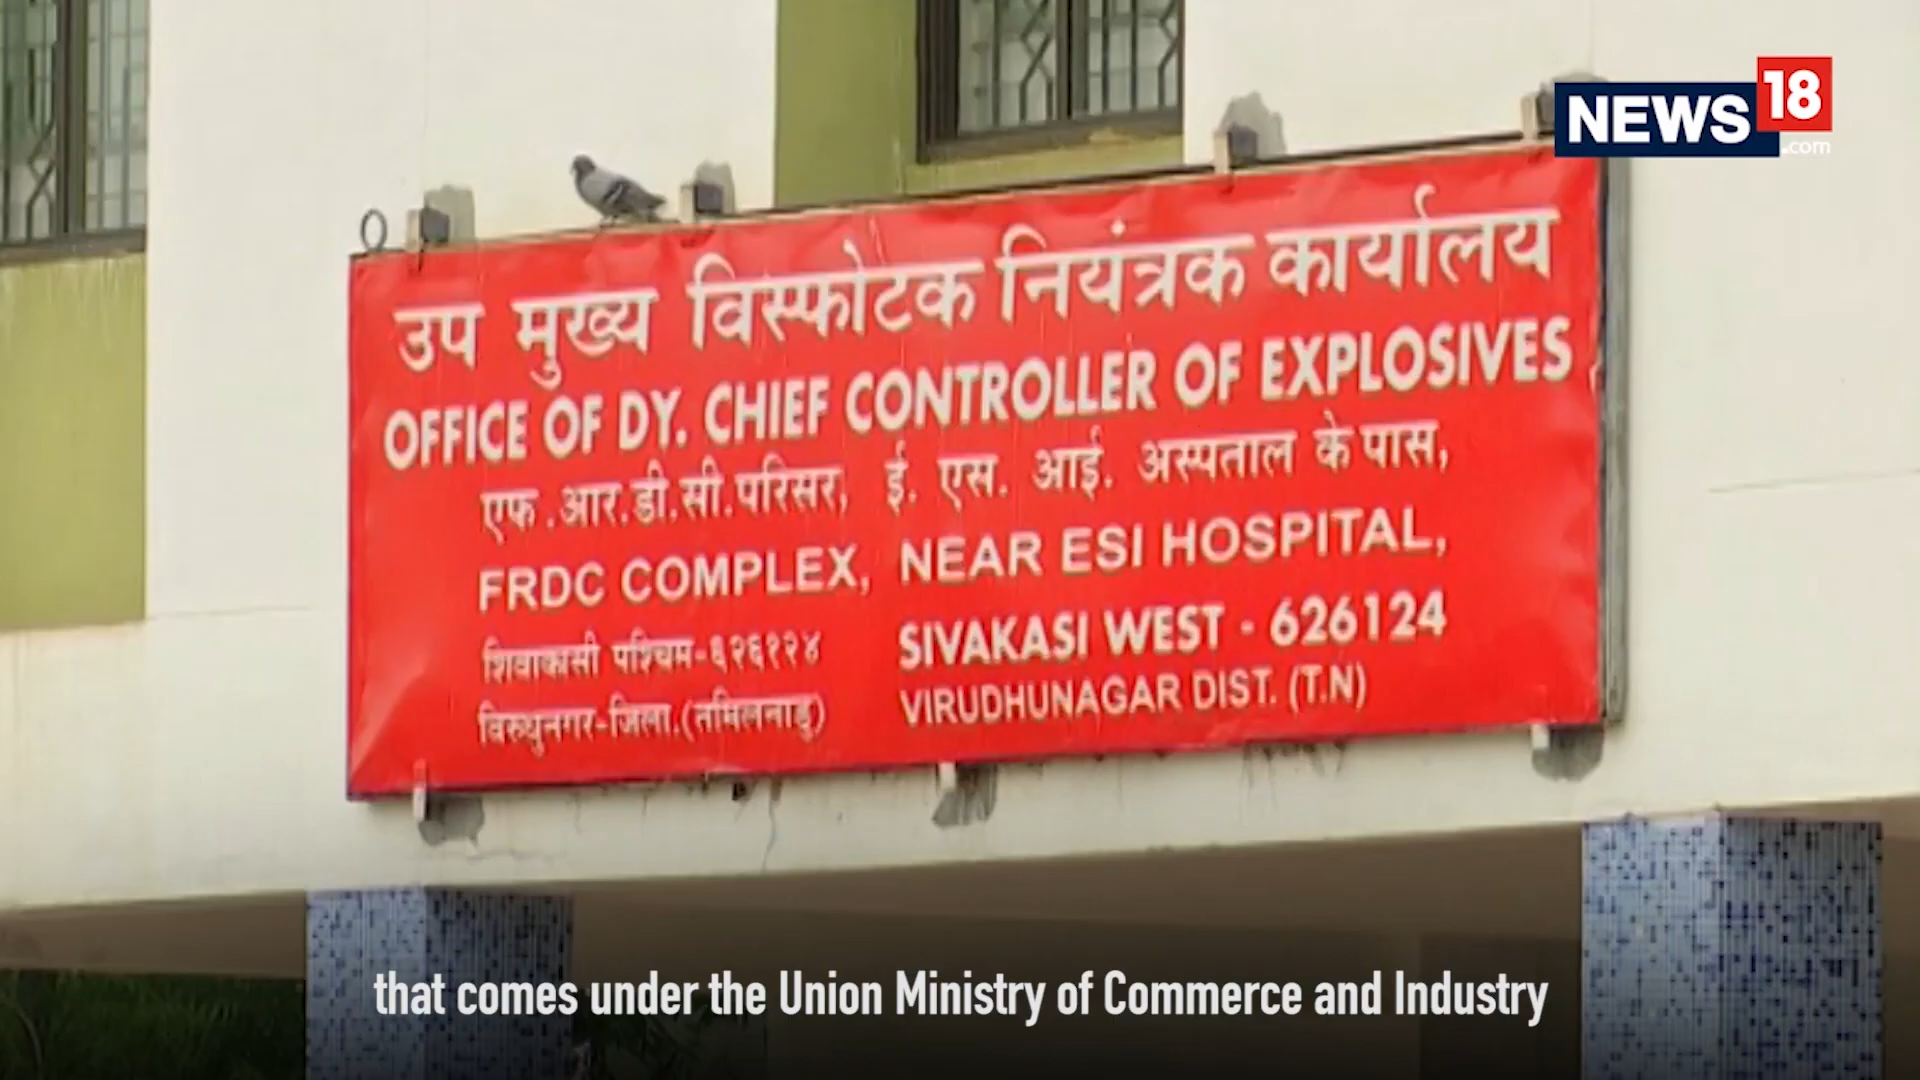 NEWS 18
.com
उप मुख्य विस्फोटक नियंत्रक कार्यालय
OFFICE OF DY. CHIEF CONTROLLER OF EXPLOSIVES
एफ.आर.डी.सी.परिसर, ई. एस. आई. अस्पताल के पास,
FRDC COMPLEX, NEAR ESI HOSPITAL,
शिवाकासी पश्चिम-६२६१२४
SIVAKASI WEST - 626124
विरुधुनगर-जिला.(तमिलनाडु)
VIRUDHUNAGAR DIST. (T.N)
that comes under the Union Ministry of Commerce and Industry